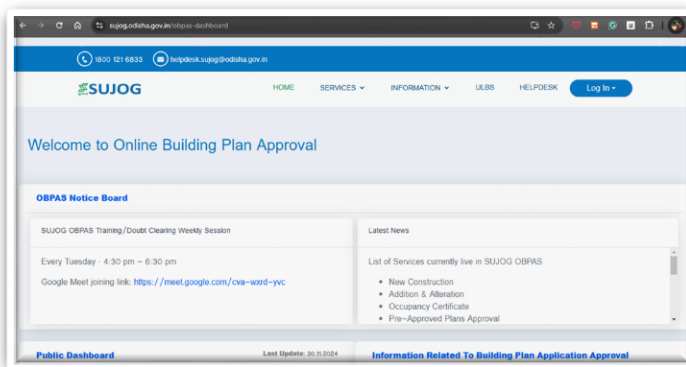 sujog.odisha.gov.in/obpas-dashboard
1800 121 6833 helpdesk.sujog@odisha.gov.in
SUJOG HOME SERVICES INFORMATION ULBS HELPDESK Log In
Welcome to Online Building Plan Approval
OBPAS Notice Board
SUJOG OBPAS Training/Doubt Clearing Weekly Session
Every Tuesday · 4:30 pm – 6:30 pm
Google Meet joining link: https://meet.google.com/cva-wxrd-yvc
Latest News
List of Services currently live in SUJOG OBPAS
• New Construction
• Addition & Alteration
• Occupancy Certificate
• Pre-Approved Plans Approval
Public Dashboard Last Update: 30.11.2024
Information Related To Building Plan Application Approval